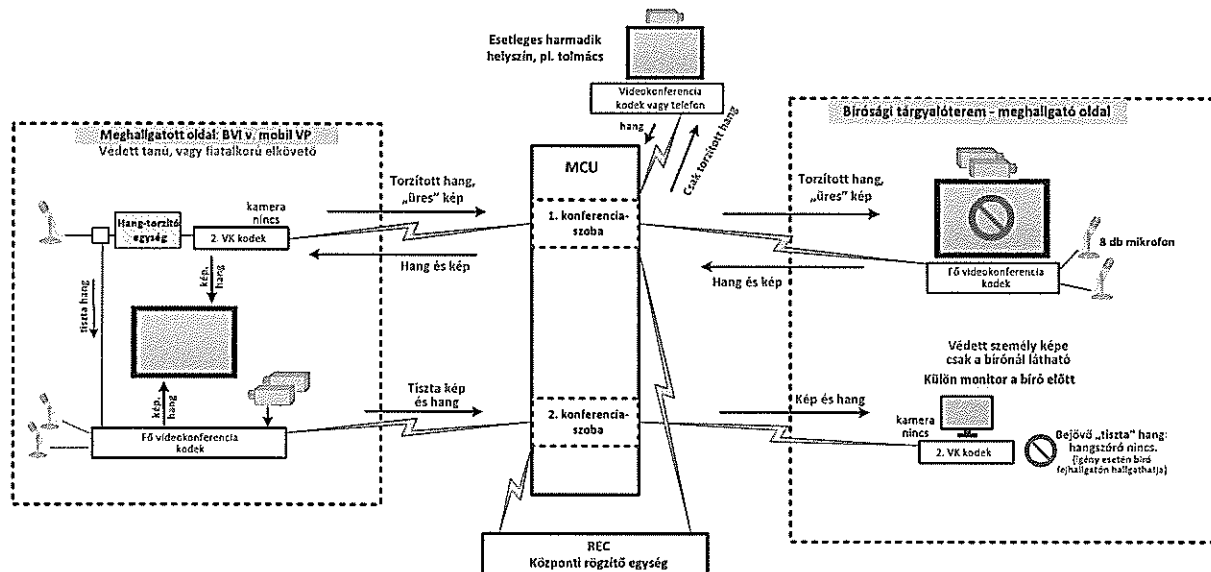 Esetleges harmadik
helyszín, pl. tolmács
Videokonferencia
kodek vagy telefon
hang
Csak torzított hang
Meghallgatott oldal: BVI v. mobil VP
Védett tanú, vagy fiatalkorú elkövető
Hang-torzító
egység
kamera
nincs
2. VK kodek
kép,
hang
tiszta hang
kép,
hang
Fő videokonferencia
kodek
Torzított hang,
„üres” kép
Hang és kép
Tiszta kép
és hang
MCU
1. konferencia-
szoba
2. konferencia-
szoba
REC
Központi rögzítő egység
Bírósági tárgyalóterem – meghallgató oldal
Torzított hang,
„üres” kép
Hang és kép
8 db mikrofon
Fő videokonferencia
kodek
Védett személy képe
csak a bírónál látható
Külön monitor a bíró előtt
Kép és hang
kamera
nincs
2. VK kodek
Bejövő „tiszta” hang:
hangszóró nincs.
(Igény esetén bíró
fejhallgatón hallgathatja)